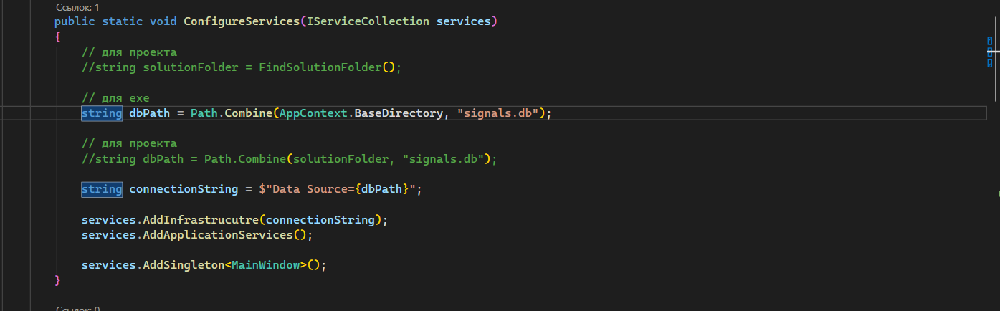 Ссылок: 1
public static void ConfigureServices(IServiceCollection services)
{
// для проекта
//string solutionFolder = FindSolutionFolder();
// для exe
string dbPath = Path.Combine(AppContext.BaseDirectory, "signals.db");
// для проекта
//string dbPath = Path.Combine(solutionFolder, "signals.db");
string connectionString = $"Data Source={dbPath}";
services.AddInfrastrucutre(connectionString);
services.AddApplicationServices();
services.AddSingleton<MainWindow>();
}
Ссылок: 0